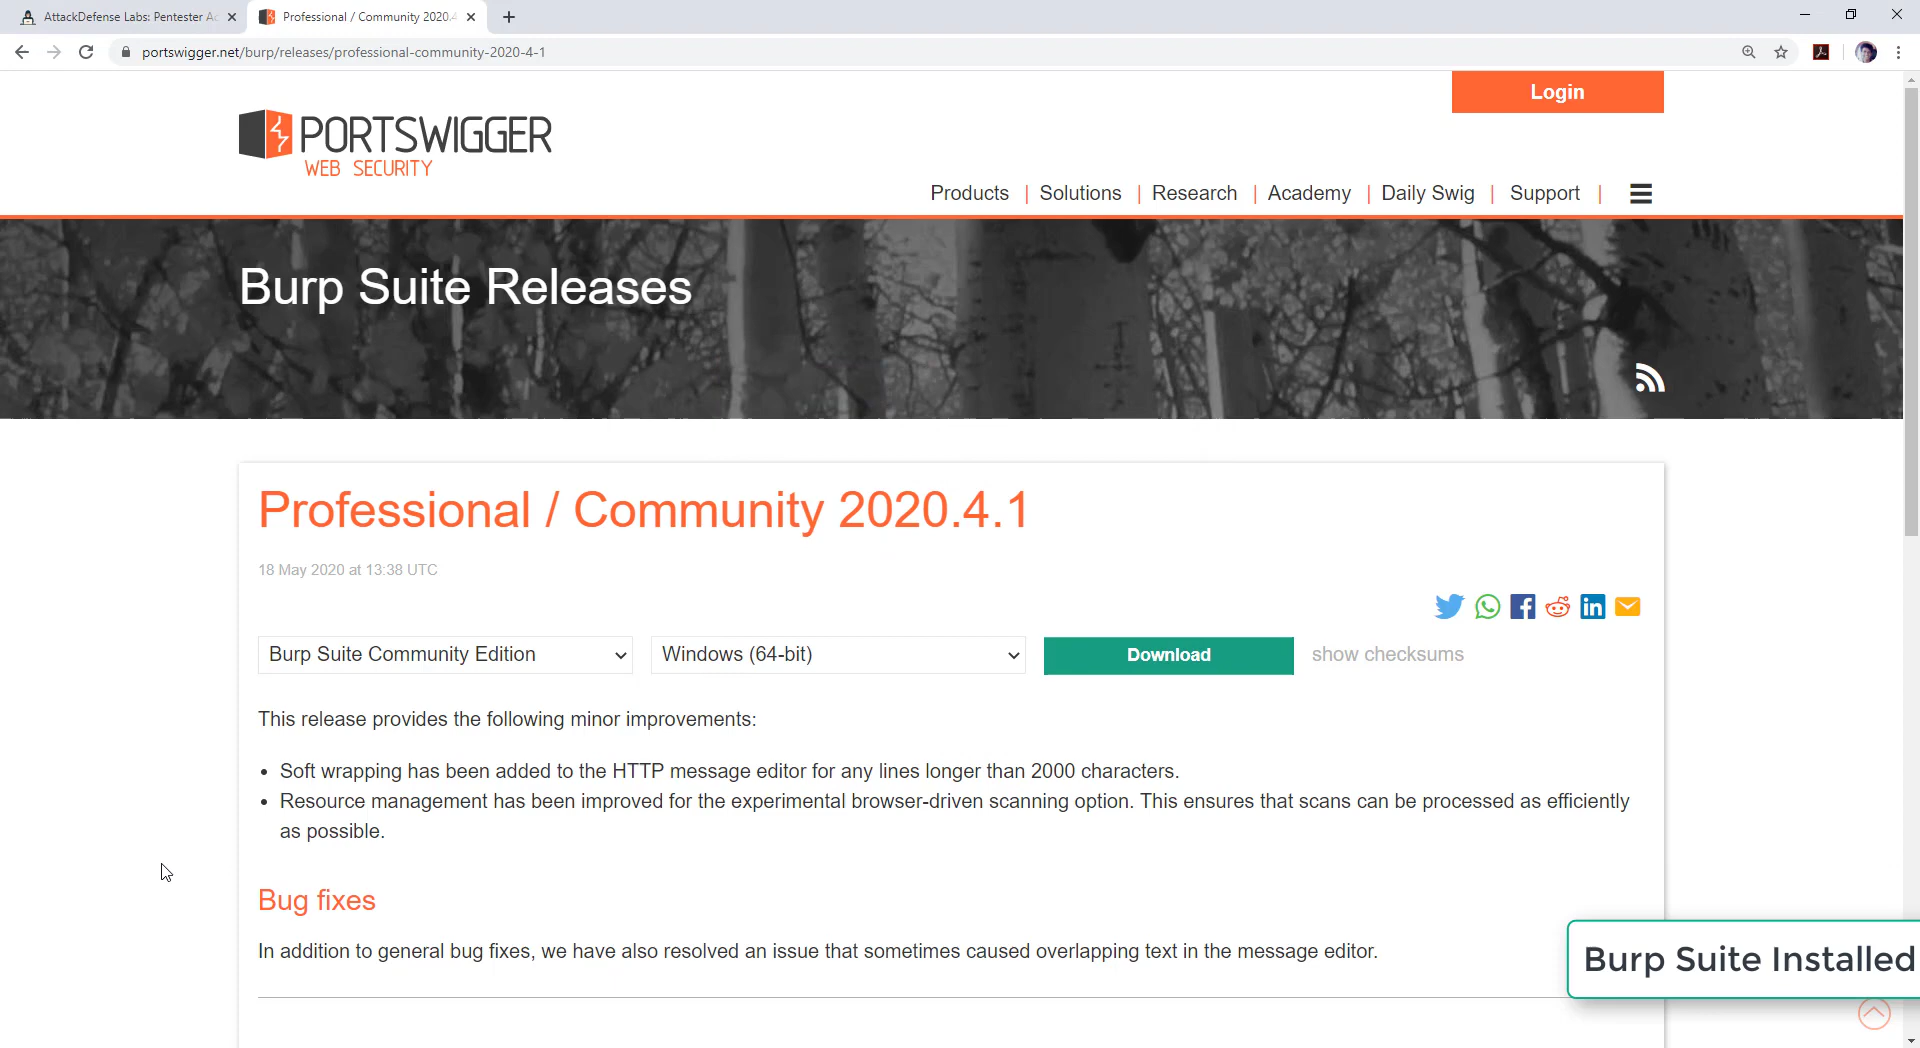 AttackDefense Labs: Pentester Ac
Professional / Community 2020.4
portswigger.net/burp/releases/professional-community-2020-4-1
Login
PORTSWIGGER
WEB SECURITY
Products | Solutions | Research | Academy | Daily Swig | Support |
Burp Suite Releases
Professional / Community 2020.4.1
18 May 2020 at 13:38 UTC
Burp Suite Community Edition
Windows (64-bit)
Download
show checksums
This release provides the following minor improvements:
• Soft wrapping has been added to the HTTP message editor for any lines longer than 2000 characters.
• Resource management has been improved for the experimental browser-driven scanning option. This ensures that scans can be processed as efficiently
as possible.
Bug fixes
In addition to general bug fixes, we have also resolved an issue that sometimes caused overlapping text in the message editor.
Burp Suite Installed